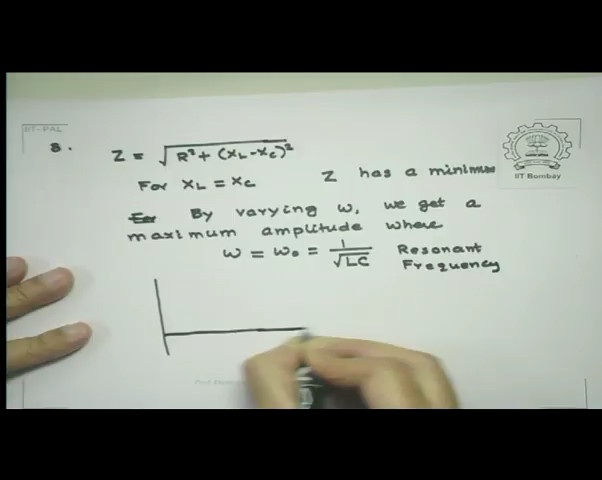 IIT-PAL
8.
Z = √R² + (XL-XC)²
For XL = XC Z has a minimum
By varying ω, we get a
maximum amplitude where
ω = ω₀ = 1/√LC Resonant
Frequency
IIT Bombay